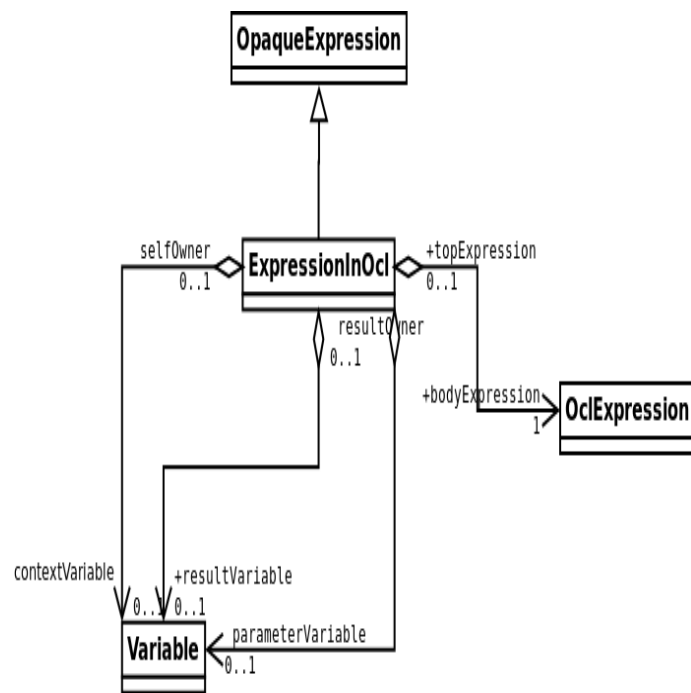 OpaqueExpression
selfOwner
0..1
ExpressionInOcl
+topExpression
0..1
resultOwner
0..1
+bodyExpression
1
OclExpression
contextVariable
0..1
+resultVariable
0..1
Variable
parameterVariable
0..1